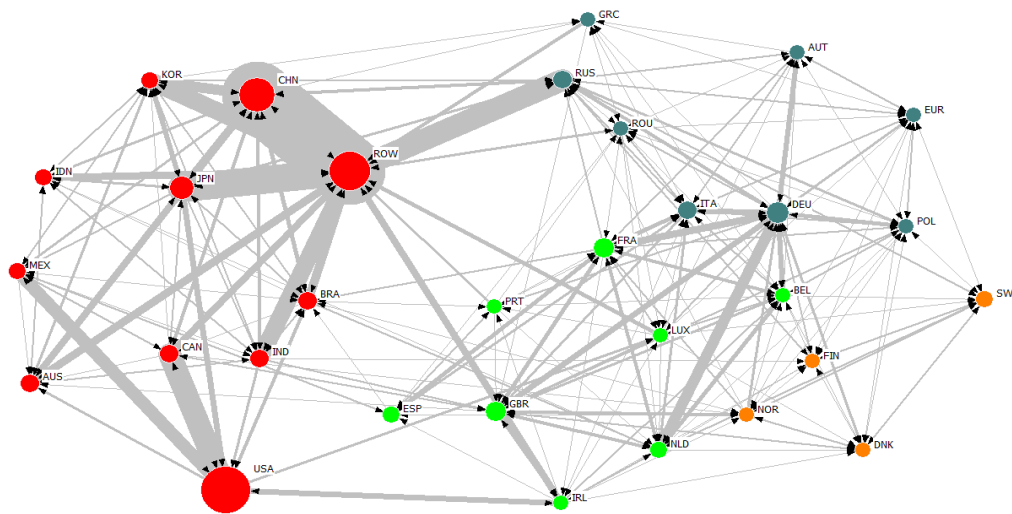 GRC
AUT
KOR
CHN
RUS
EUR
ROU
ROW
IDN
JPN
ITA
DEU
POL
FRA
MEX
BRA
PRT
BEL
SW
LUX
CAN
IND
FIN
AUS
ESP
GBR
NOR
NLD
DNK
USA
IRL